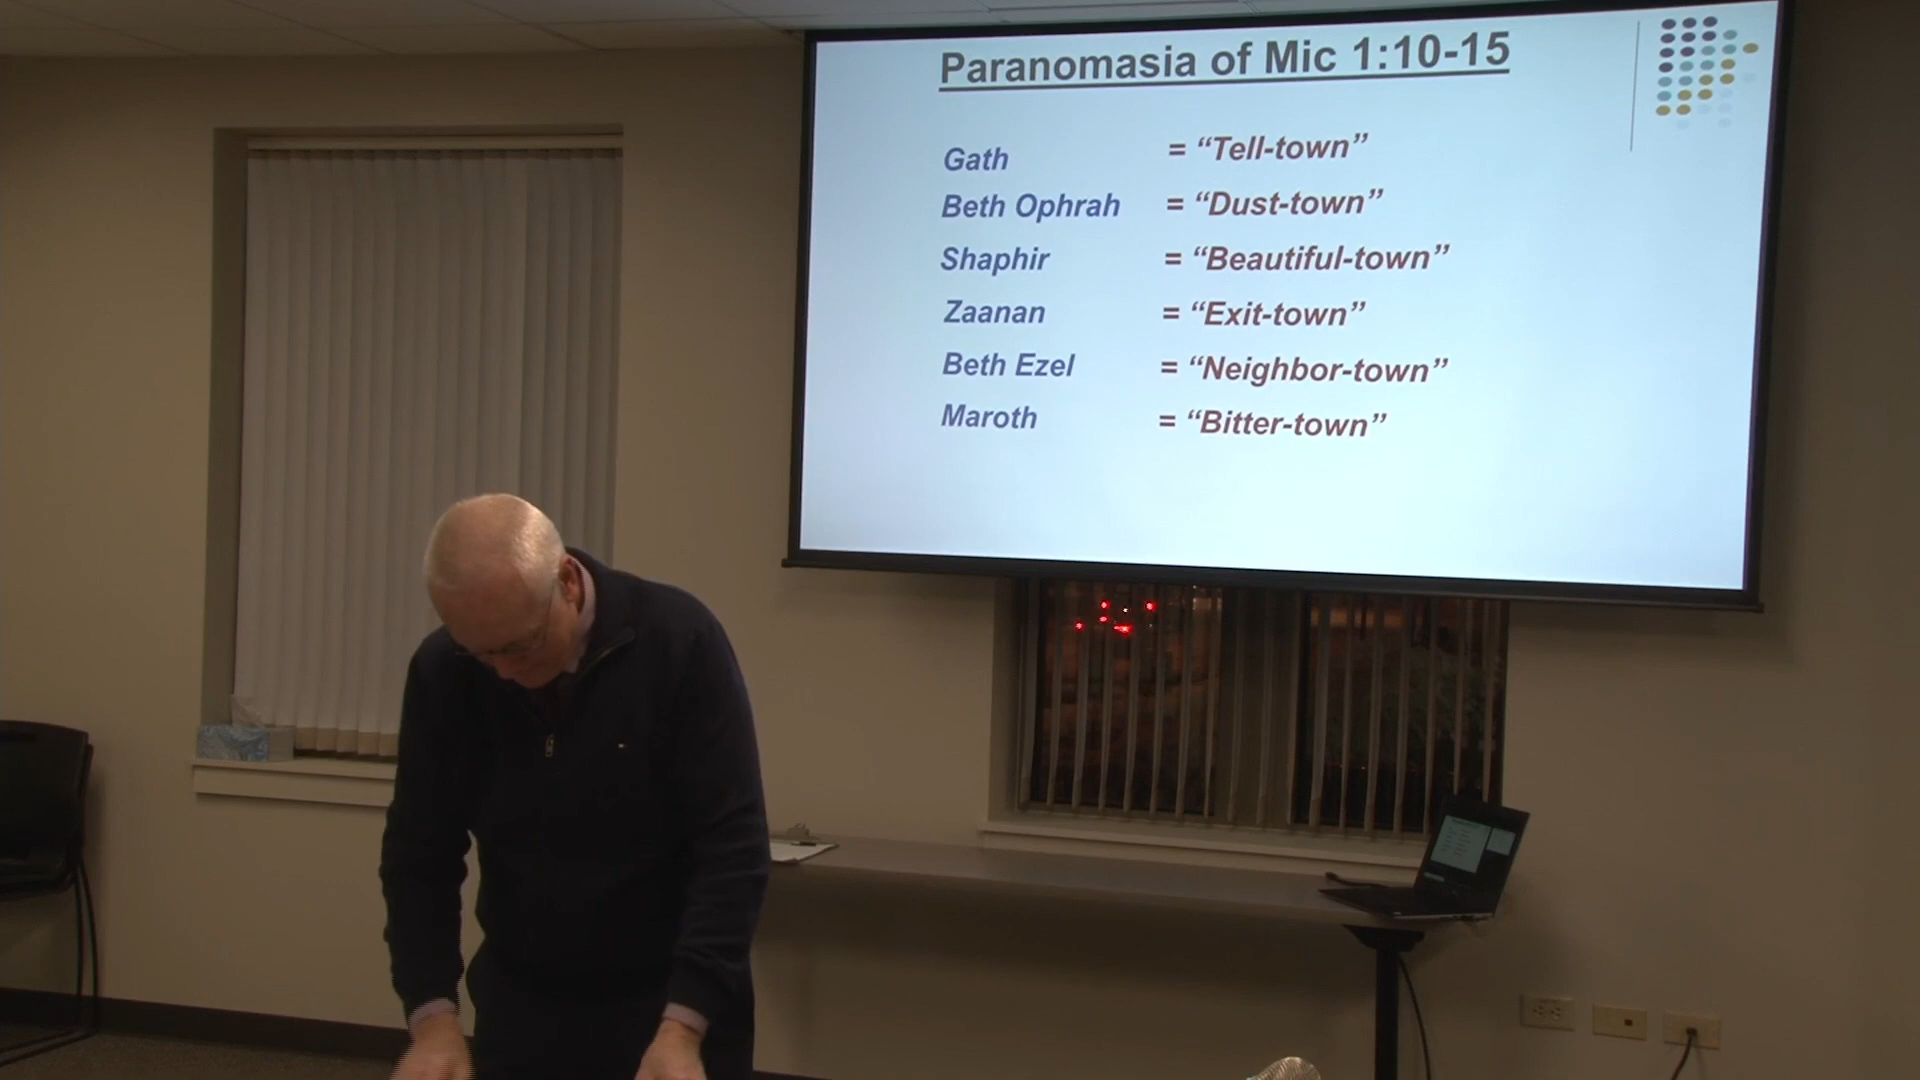 Paranomasia of Mic 1:10-15
Gath = “Tell-town”
Beth Ophrah = “Dust-town”
Shaphir = “Beautiful-town”
Zaanan = “Exit-town”
Beth Ezel = “Neighbor-town”
Maroth = “Bitter-town”